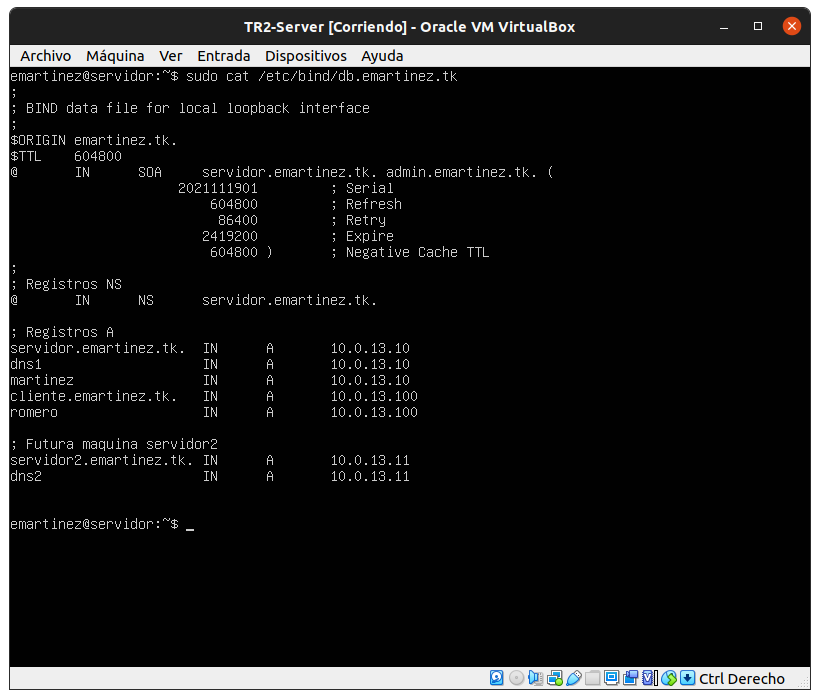 TR2-Server [Corriendo] - Oracle VM VirtualBox
Archivo Máquina Ver Entrada Dispositivos Ayuda
emartinez@servidor:~$ sudo cat /etc/bind/db.emartinez.tk
;
; BIND data file for local loopback interface
;
$ORIGIN emartinez.tk.
$TTL    604800
@       IN      SOA     servidor.emartinez.tk. admin.emartinez.tk. (
                     2021111901         ; Serial
                         604800         ; Refresh
                          86400         ; Retry
                        2419200         ; Expire
                         604800 )       ; Negative Cache TTL
;
; Registros NS
@       IN      NS      servidor.emartinez.tk.
; Registros A
servidor.emartinez.tk.  IN      A       10.0.13.10
dns1                    IN      A       10.0.13.10
martinez                IN      A       10.0.13.10
cliente.emartinez.tk.   IN      A       10.0.13.100
romero                  IN      A       10.0.13.100
; Futura maquina servidor2
servidor2.emartinez.tk. IN      A       10.0.13.11
dns2                    IN      A       10.0.13.11
emartinez@servidor:~$ _
Ctrl Derecho